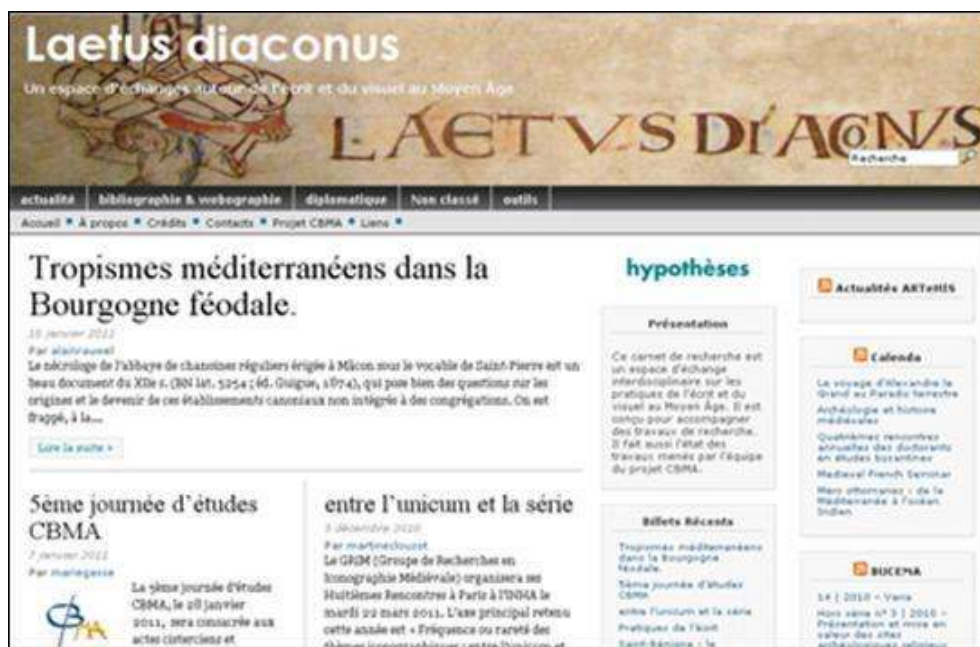 Laetus diaconus
Un espace d'échanges autour de l'écrit et du visuel au Moyen Âge
LAETVS DIACONVS
Recherche
actualité
bibliographie & webographie
diplomatique
Non classé
outils
Accueil • À propos • Crédits • Contacts • Projet CBMA • Liens •
Tropismes méditerranéens dans la
Bourgogne féodale.
janvier 2011
Par alainrauwel
Le nécrologe de l'abbaye de chanoines réguliers érigée à Mâcon sous le vocable de Saint-Pierre est un
beau document du XIIe s. (BN lat. 5254 ; éd. Guigue, 1874), qui pose bien des questions sur les
origines et le devenir de ces établissements canoniaux non intégrés à des congrégations. On est
frappé, à la...
Lire la suite »
5ème journée d'études
CBMA
7 janvier 2011
Par mariegasse
La 5ème journée d'études
CBMA, le 28 janvier
2011, sera consacrée aux
actes cisterciens et
CBMA
entre l'unicum et la série
décembre 2010
Par martineclouzot
Le GRIM (Groupe de Recherches en
Iconographie Médiévale) organisera ses
Huitièmes Rencontres à Paris à l'INHA le
mardi 22 mars 2011. L'axe principal retenu
cette année est « Fréquence ou rareté des
thèmes iconographiques : entre l'unicum et
hypothèses
Présentation
Ce carnet de recherche est
un espace d'échange
interdisciplinaire sur les
pratiques de l'écrit et du
visuel au Moyen Âge. Il est
conçu pour accompagner
des travaux de recherche.
Il fait aussi l'état des
travaux menés par l'équipe
du projet CBMA.
Billets Récents
Tropismes méditerranéens
dans la Bourgogne
féodale.
5ème journée d'études
CBMA
entre l'unicum et la série
Pratiques de l'écrit
Saint-Bénigne : le
Actualités ARTeHIS
Calenda
Le voyage d'Alexandre le
Grand au Paradis terrestre
Archéologie et histoire
médiévales
Quatrièmes rencontres
annuelles des doctorants
en études byzantines
Medieval French Seminar
Mers ottomanes : de la
Méditerranée à l'océan
Indien
BUCEMA
14 | 2010 – Varia
Hors série n° 3 | 2010 –
Présentation et mise en
valeur des sites
archéologiques religieux